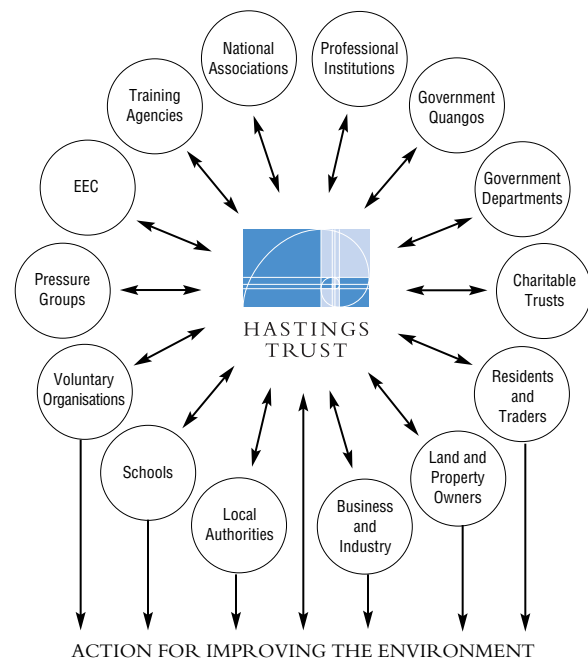 National
Associations
Professional
Institutions
Training
Agencies
Government
Quangos
EEC
Government
Departments
Pressure
Groups
Charitable
Trusts
HASTINGS
TRUST
Voluntary
Organisations
Residents
and
Traders
Schools
Land and
Property
Owners
Local
Authorities
Business
and
Industry
ACTION FOR IMPROVING THE ENVIRONMENT